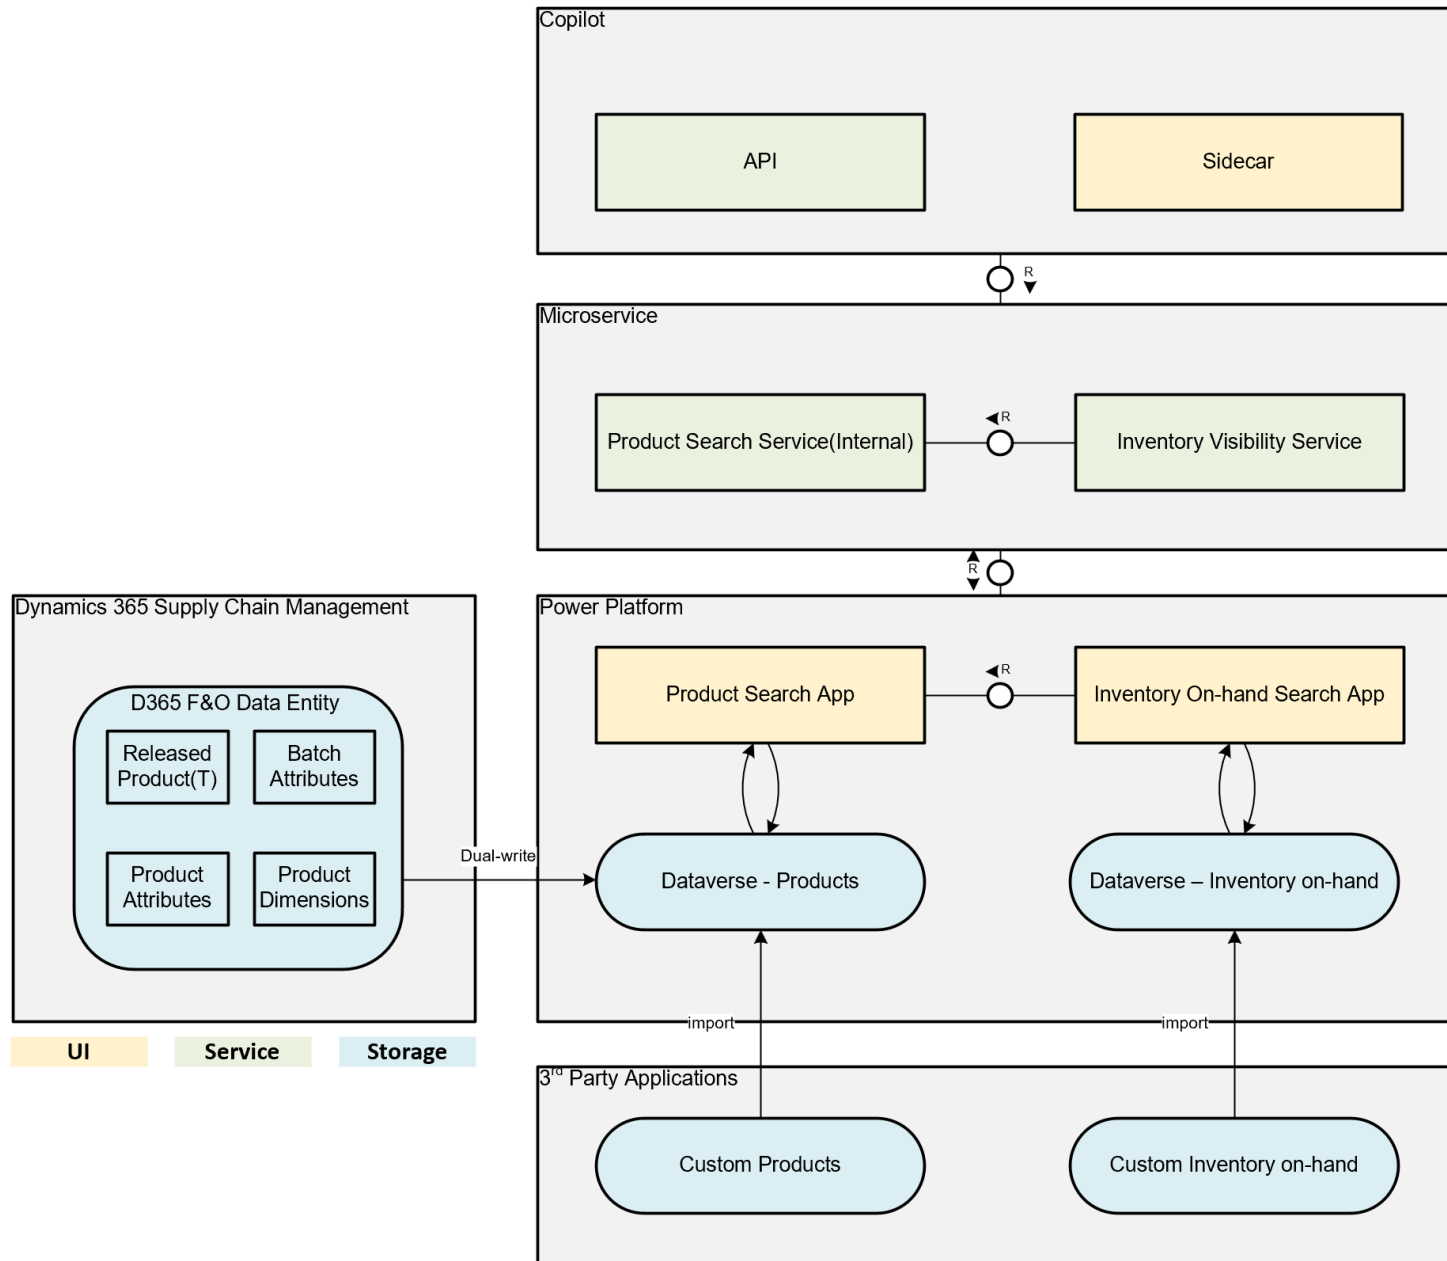 Copilot
API
Sidecar
R
Microservice
R
Product Search Service(Internal)
Inventory Visibility Service
R
Dynamics 365 Supply Chain Management
Power Platform
D365 F&O Data Entity
Released
Product(T)
Batch
Attributes
Product
Attributes
Product
Dimensions
R
Product Search App
Inventory On-hand Search App
Dual-write
Dataverse - Products
Dataverse – Inventory on-hand
import
import
UI
Service
Storage
3rd Party Applications
Custom Products
Custom Inventory on-hand